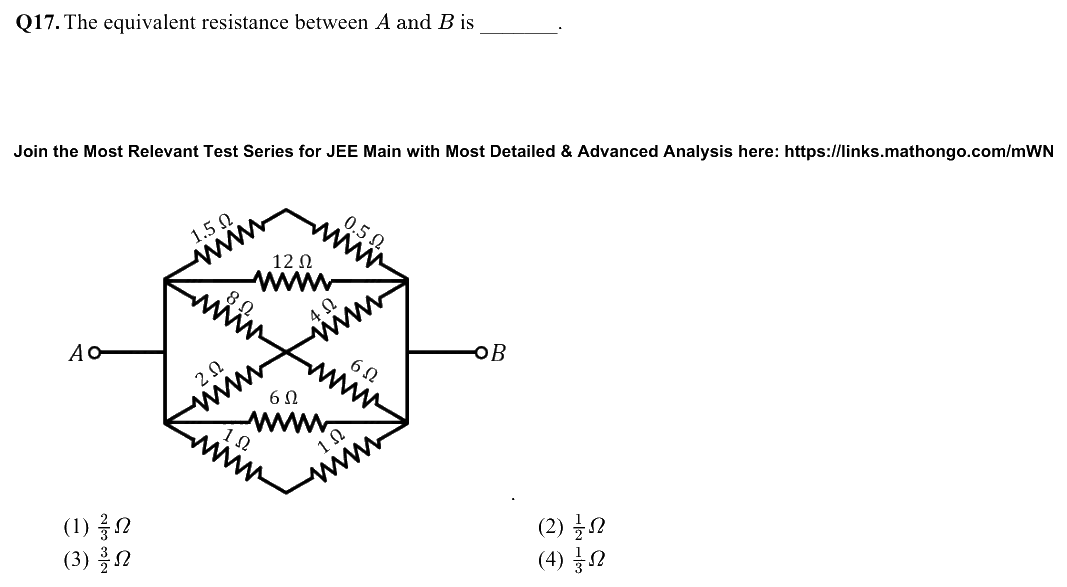 Q17. The equivalent resistance between A and B is _______.
Join the Most Relevant Test Series for JEE Main with Most Detailed & Advanced Analysis here: https://links.mathongo.com/mWN
1.5 Ω
0.5 Ω
12 Ω
8 Ω
4 Ω
A
B
2 Ω
6 Ω
6 Ω
1 Ω
1 Ω
(1) 2/3 Ω (2) 1/2 Ω
(3) 3/2 Ω (4) 1/3 Ω